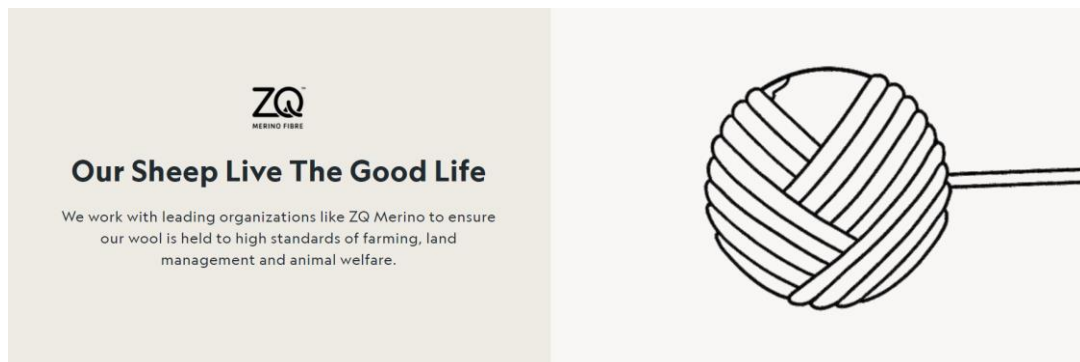 ZQ™
MERINO FIBRE
Our Sheep Live The Good Life
We work with leading organizations like ZQ Merino to ensure
our wool is held to high standards of farming, land
management and animal welfare.